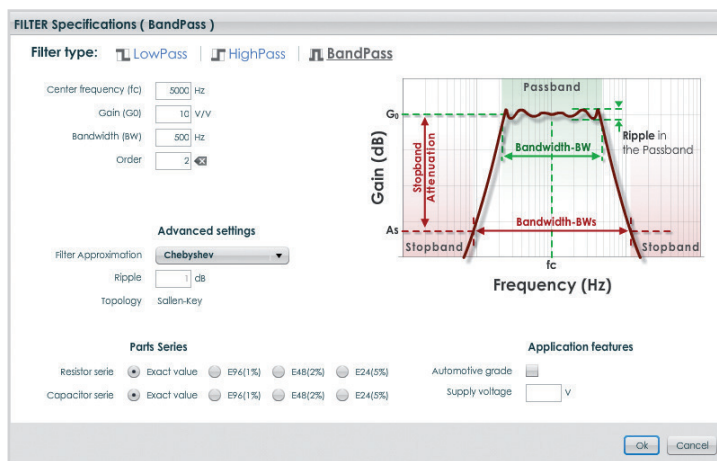 FILTER Specifications ( BandPass )
Filter type: LowPass | HighPass | BandPass
Center frequency (fc) 5000 Hz
Gain (G0) 10 V/V
Bandwidth (BW) 500 Hz
Order 2
Passband
G0
Ripple in
the Passband
Bandwidth-BW
Stopband
Attenuation
Gain (dB)
As
Bandwidth-BWs
Stopband
Stopband
fc
Frequency (Hz)
Advanced settings
Filter Approximation Chebyshev
Ripple 1 dB
Topology Sallen-Key
Parts Series
Resistor serie Exact value E96(1%) E48(2%) E24(5%)
Capacitor serie Exact value E96(1%) E48(2%) E24(5%)
Application features
Automotive grade
Supply voltage V
Ok Cancel